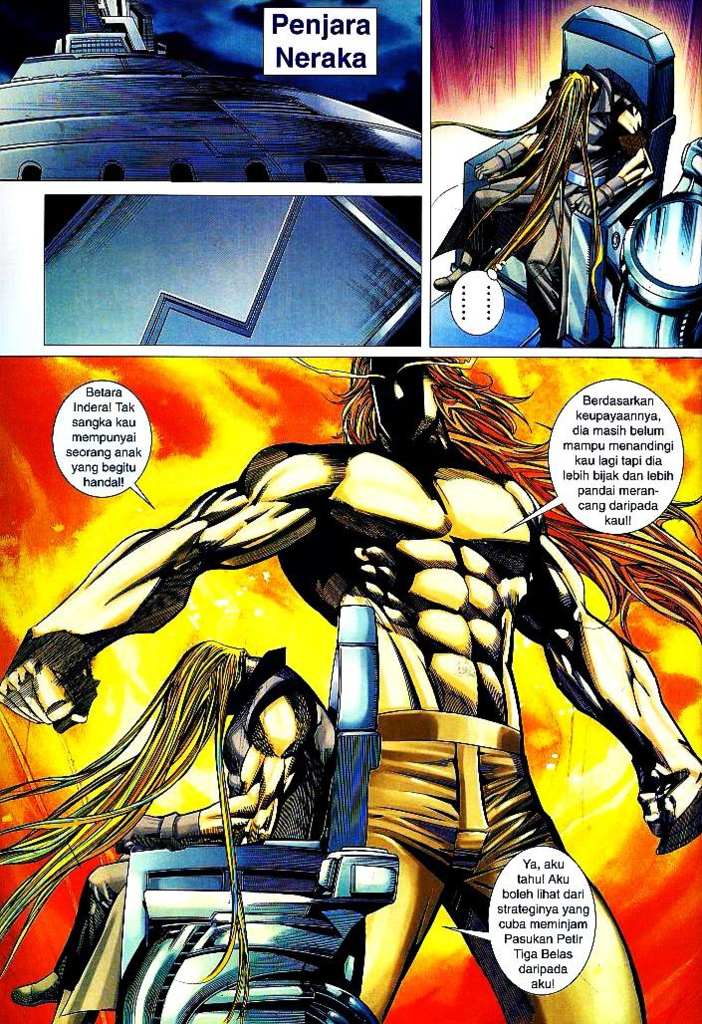 Penjara
Neraka
Betara
Indera! Tak
sangka kau
mempunyai
seorang anak
yang begitu
handal!
Berdasarkan
keupayaannya,
dia masih belum
mampu menandingi
kau lagi tapi dia
lebih bijak dan lebih
pandai meran-
cang daripada
kau!!
Ya, aku
tahu! Aku
boleh lihat dari
strateginya yang
cuba meminjam
Pasukan Petir
Tiga Belas
daripada
aku!